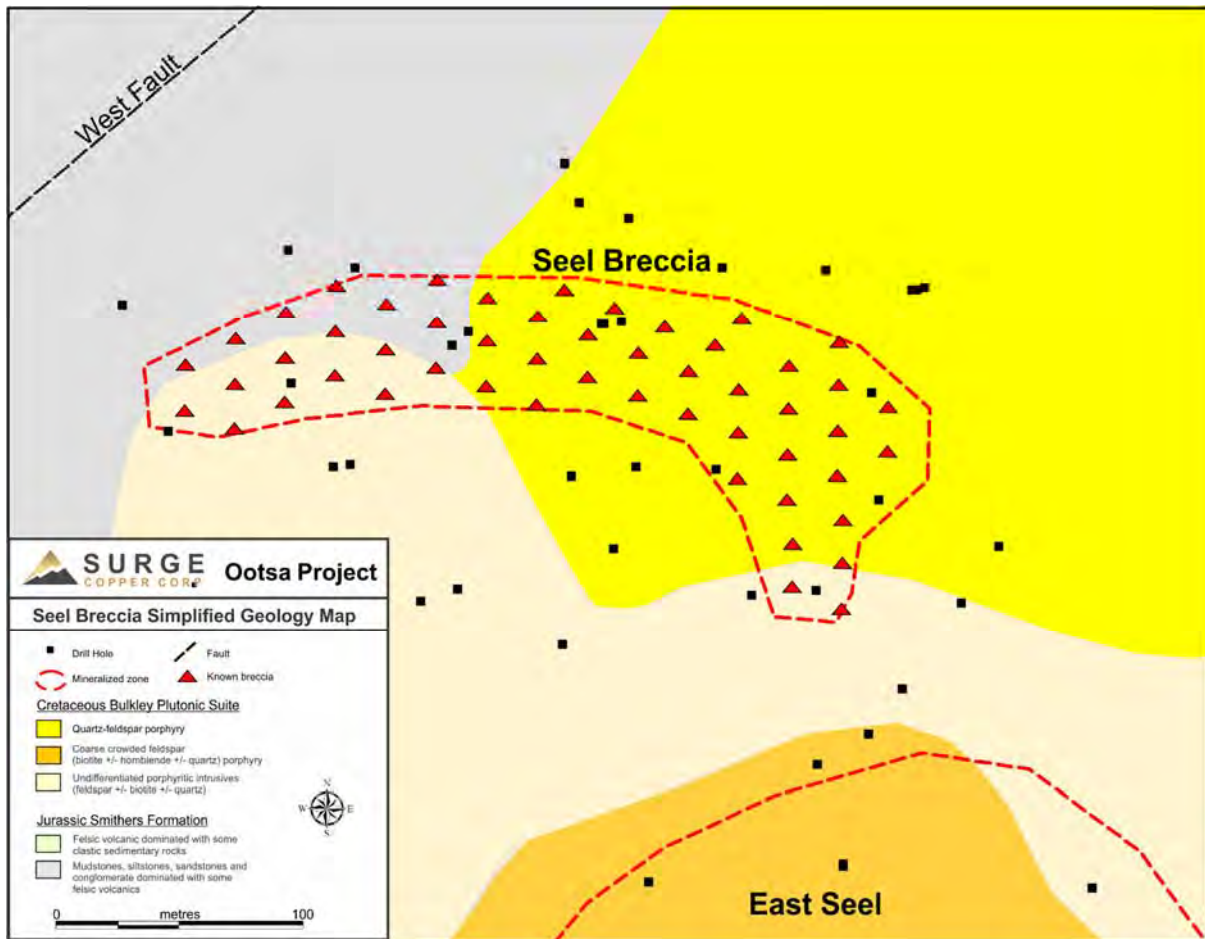 West Fault
Seel Breccia
SURGE
COPPER CORP
Ootsa Project
Seel Breccia Simplified Geology Map
Drill Hole
Fault
Mineralized zone
Known breccia
Cretaceous Bulkley Plutonic Suite
Quartz-feldspar porphyry
Coarse crowded feldspar
(biotite +/- hornblende +/- quartz) porphyry
Undifferentiated porphyritic intrusives
(feldspar +/- biotite +/- quartz)
N
W
E
S
Jurassic Smithers Formation
Felsic volcanic dominated with some
clastic sedimentary rocks
Mudstones, siltstones, sandstones and
conglomerate dominated with some
felsic volcanics
0 metres 100
East Seel